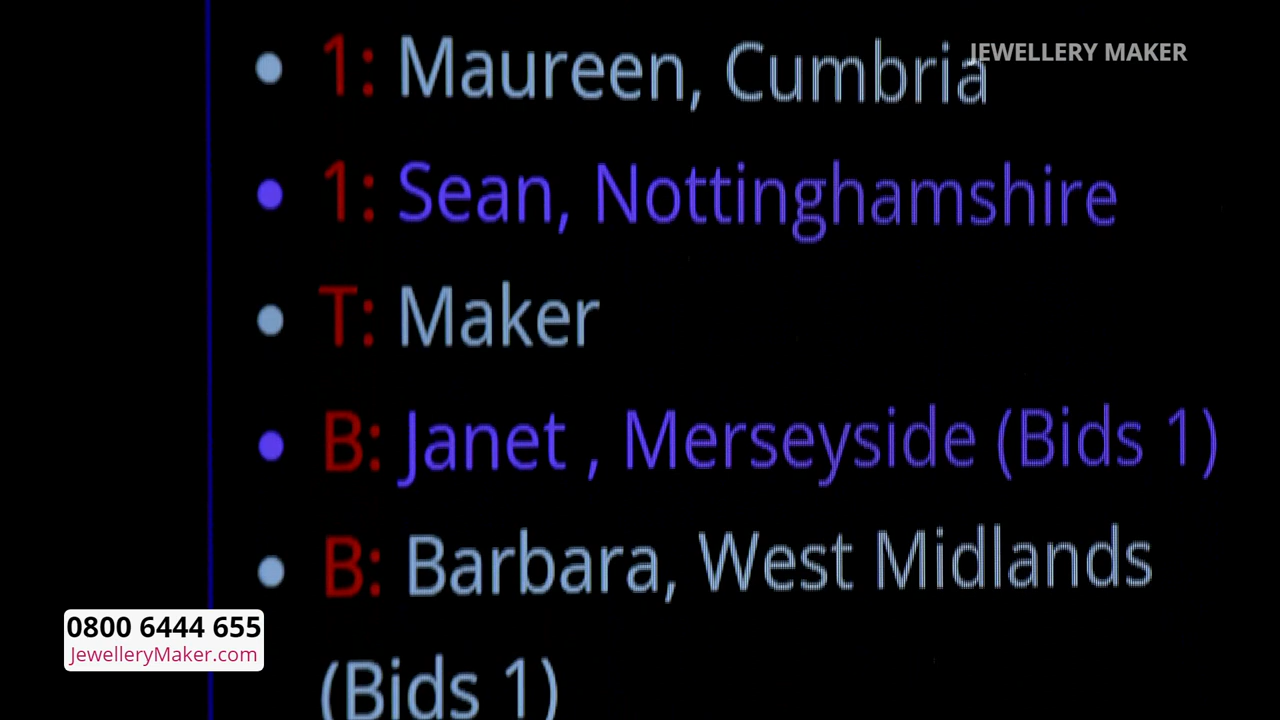 1: Maureen, Cumbria
JEWELLERY MAKER
1: Sean, Nottinghamshire
T: Maker
B: Janet , Merseyside (Bids 1)
B: Barbara, West Midlands
(Bids 1)
0800 6444 655
JewelleryMaker.com